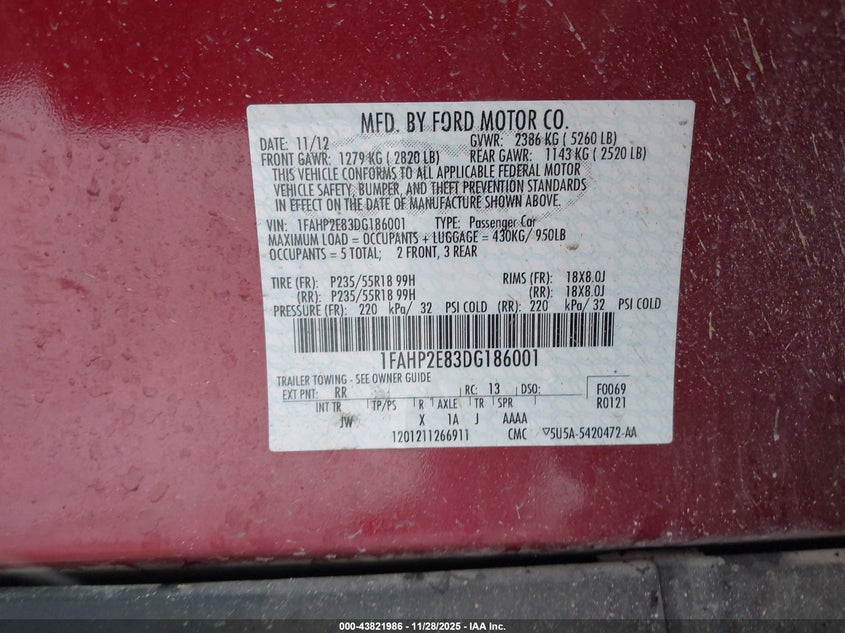 MFD. BY FORD MOTOR CO.
DATE: 11/12 GVWR: 2386 KG ( 5260 LB)
FRONT GAWR: 1279 KG ( 2820 LB) REAR GAWR: 1143 KG ( 2520 LB)
THIS VEHICLE CONFORMS TO ALL APPLICABLE FEDERAL MOTOR
VEHICLE SAFETY, BUMPER, AND THEFT PREVENTION STANDARDS
IN EFFECT ON THE DATE OF MANUFACTURE SHOWN ABOVE.
VIN: 1FAHP2E83DG186001 TYPE: Passenger Car
MAXIMUM LOAD = OCCUPANTS + LUGGAGE = 430KG/ 950LB
OCCUPANTS = 5 TOTAL; 2 FRONT, 3 REAR
TIRE (FR): P235/55R18 99H RIMS (FR): 18X8.0J
(RR): P235/55R18 99H (RR): 18X8.0J
PRESSURE (FR): 220 kPa/ 32 PSI COLD (RR): 220 kPa/ 32 PSI COLD
1FAHP2E83DG186001
TRAILER TOWING - SEE OWNER GUIDE
EXT PNT: RR RC: 13 DSO: F0069
INT TR TP/PS R AXLE TR SPR R0121
JW X 1A J AAAA
1201211266911 CMC ▽5U5A-5420472-AA
000-43821986 | 11/28/2025 - IAA Inc.